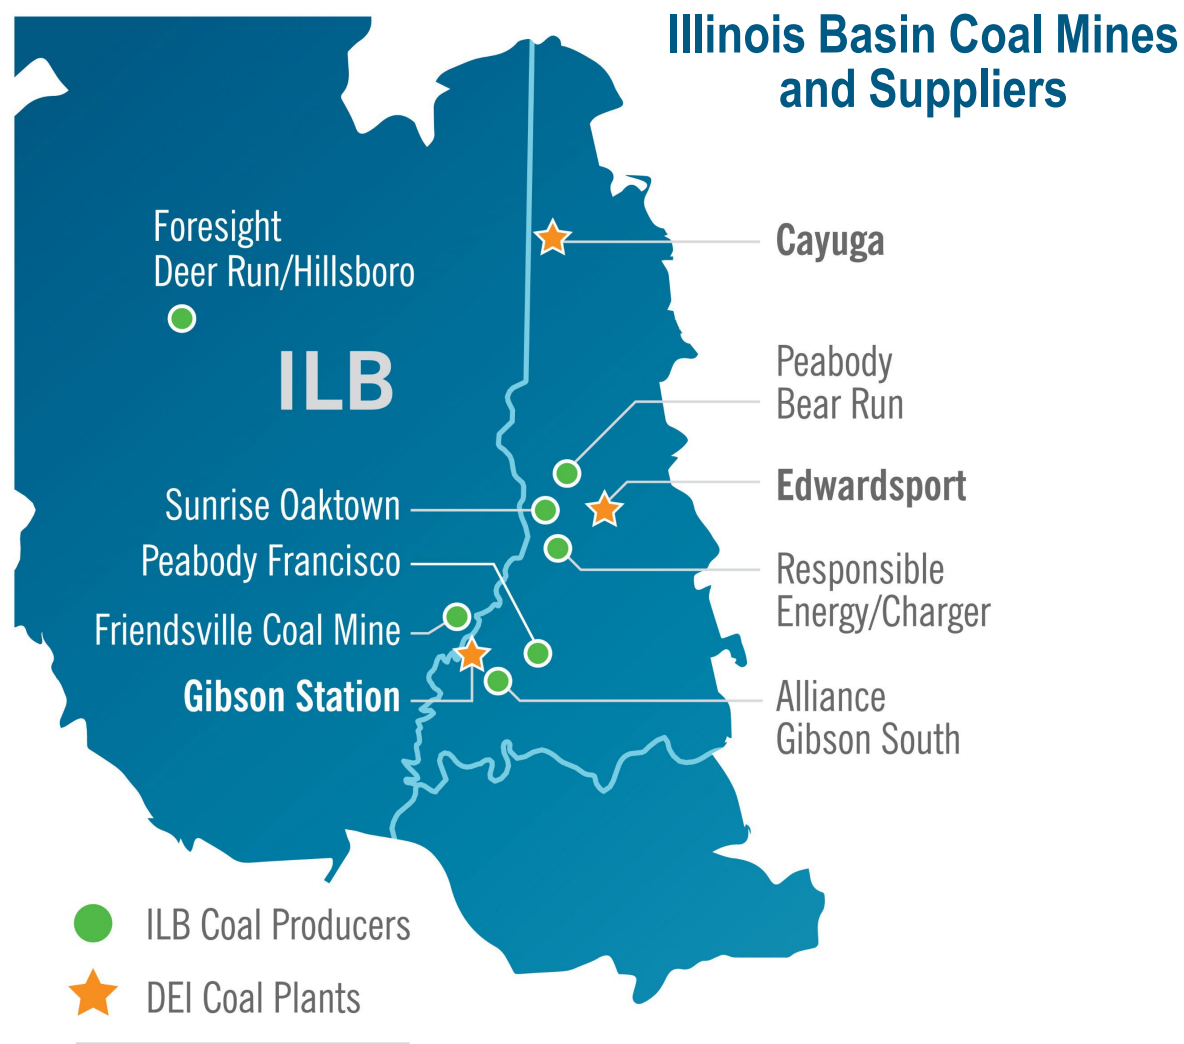 Illinois Basin Coal Mines
and Suppliers
Foresight
Deer Run/Hillsboro
Cayuga
ILB
Peabody
Bear Run
Edwardsport
Sunrise Oaktown
Peabody Francisco
Responsible
Energy/Charger
Friendsville Coal Mine
Gibson Station
Alliance
Gibson South
ILB Coal Producers
DEI Coal Plants